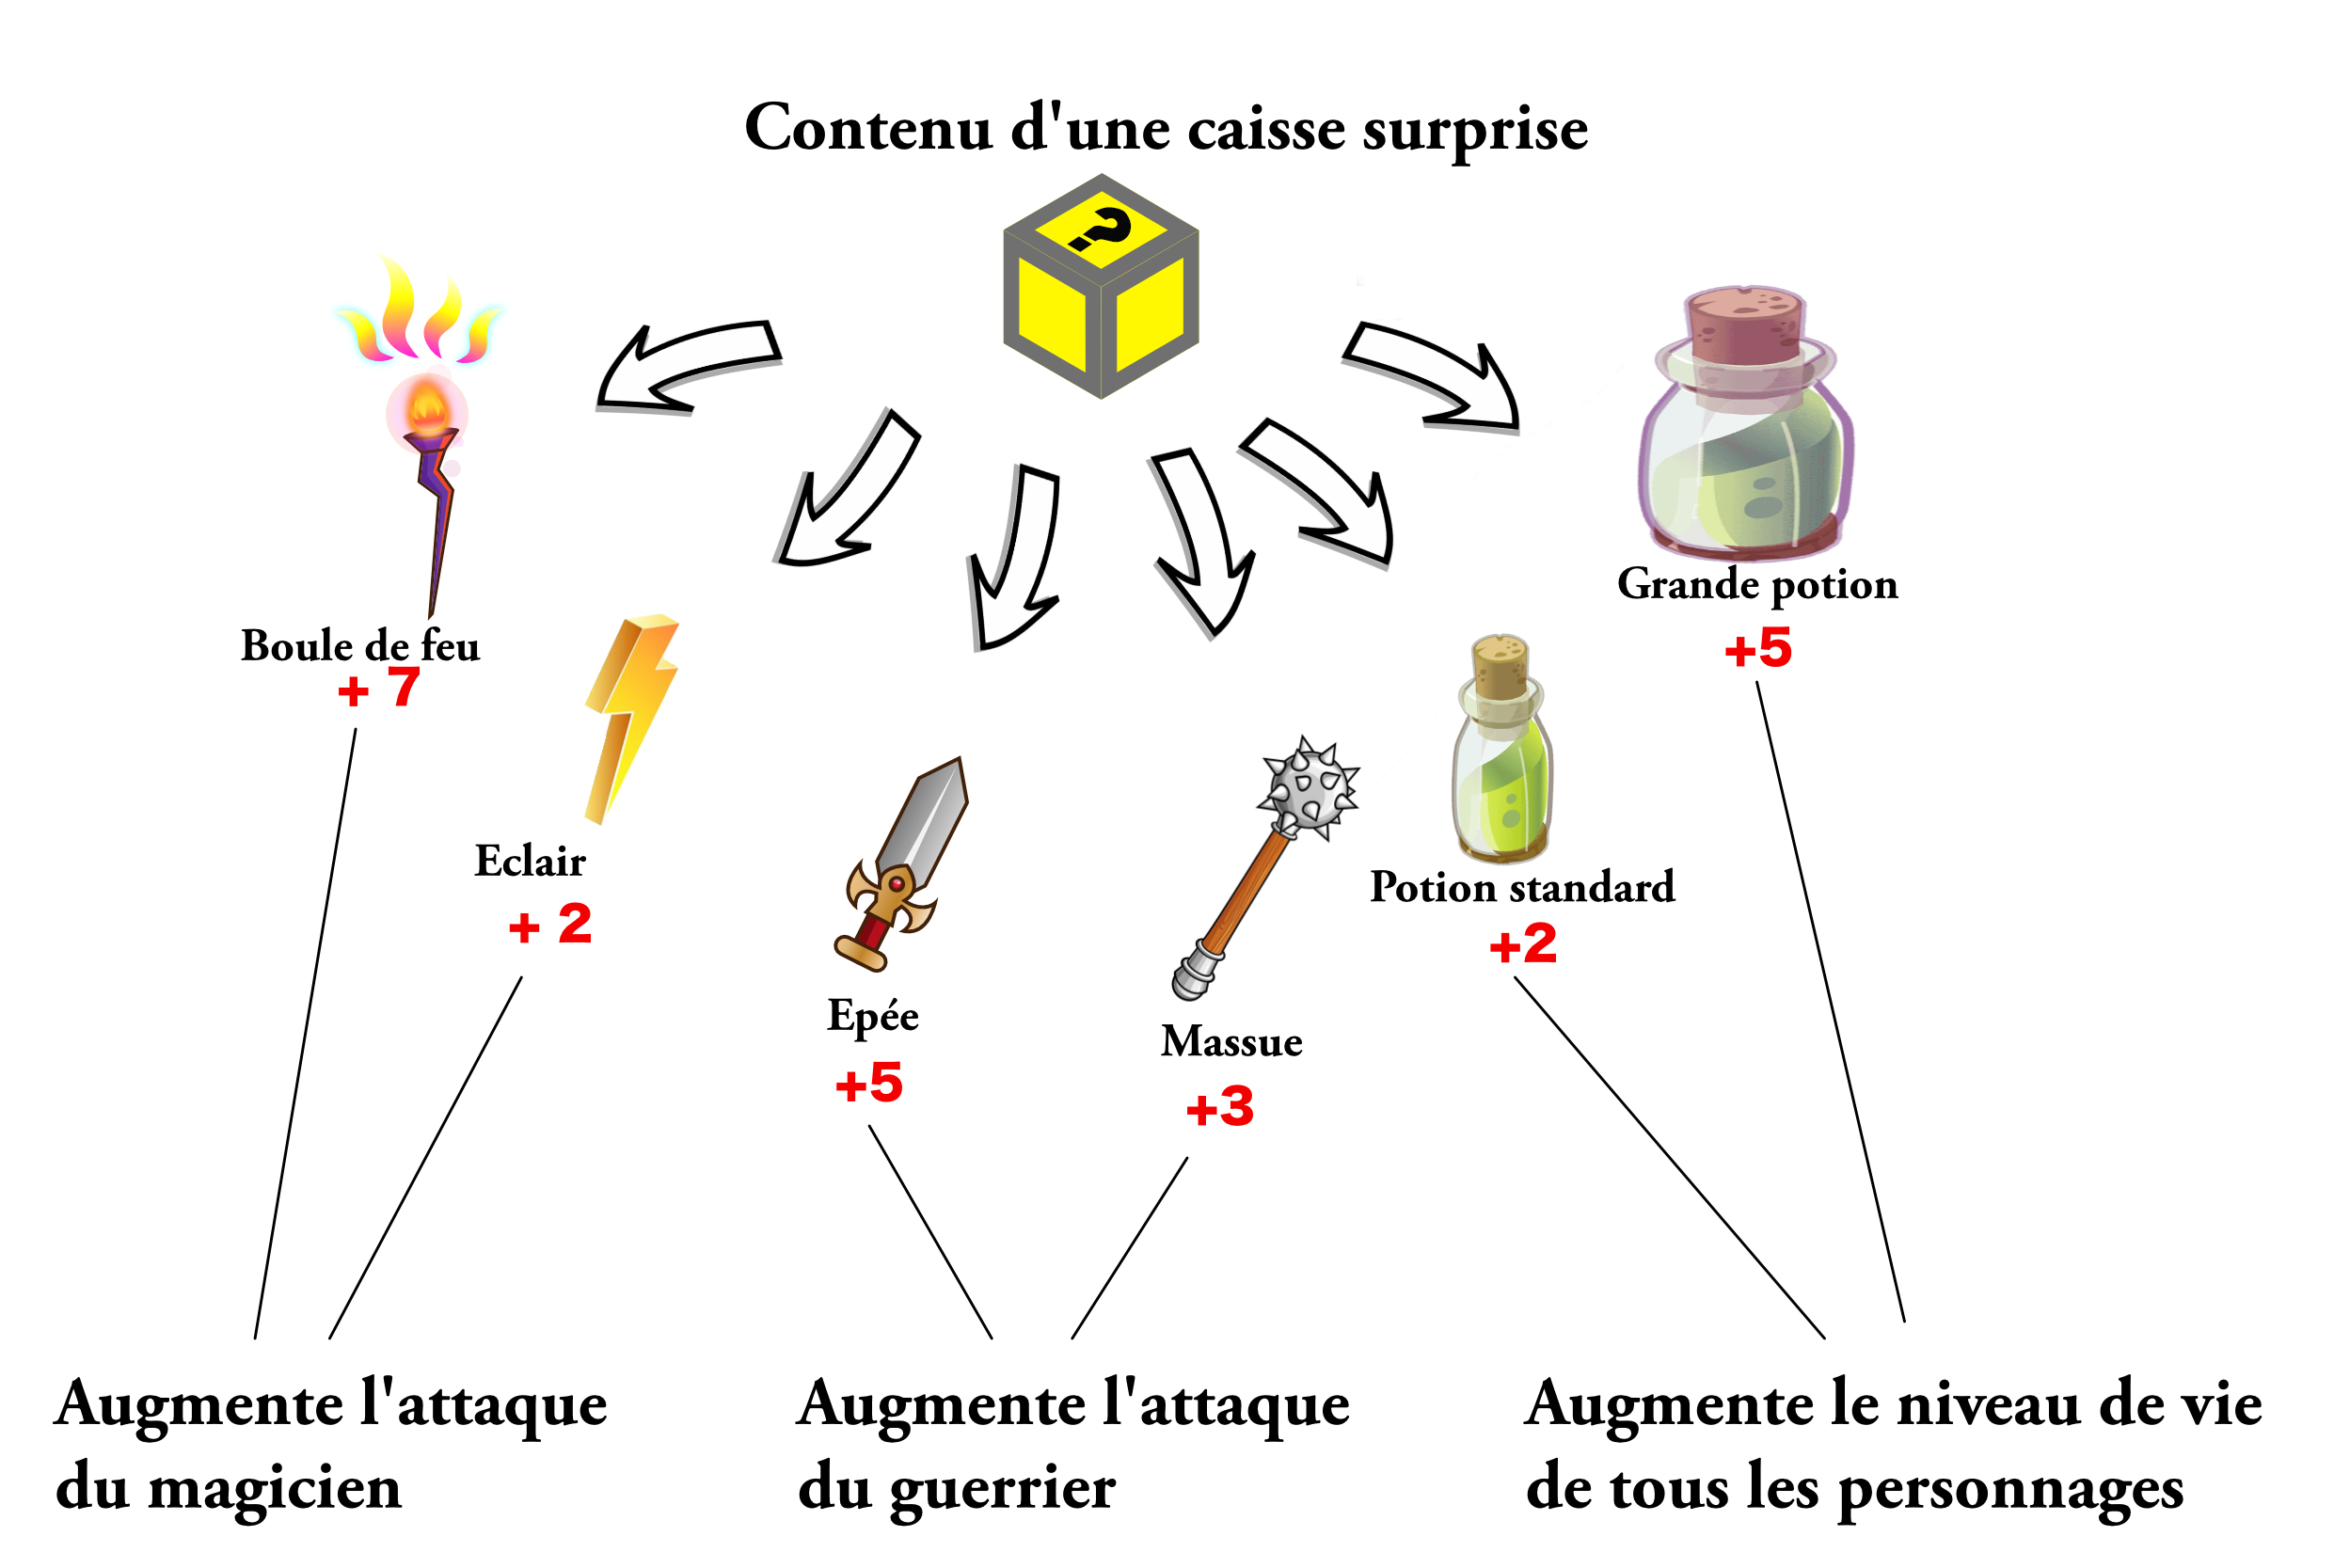 Contenu d'une caisse surprise
?
Boule de feu
+ 7
Eclair
+ 2
Epée
+5
Massue
+3
Potion standard
+2
Grande potion
+5
Augmente l'attaque
du magicien
Augmente l'attaque
du guerrier
Augmente le niveau de vie
de tous les personnages